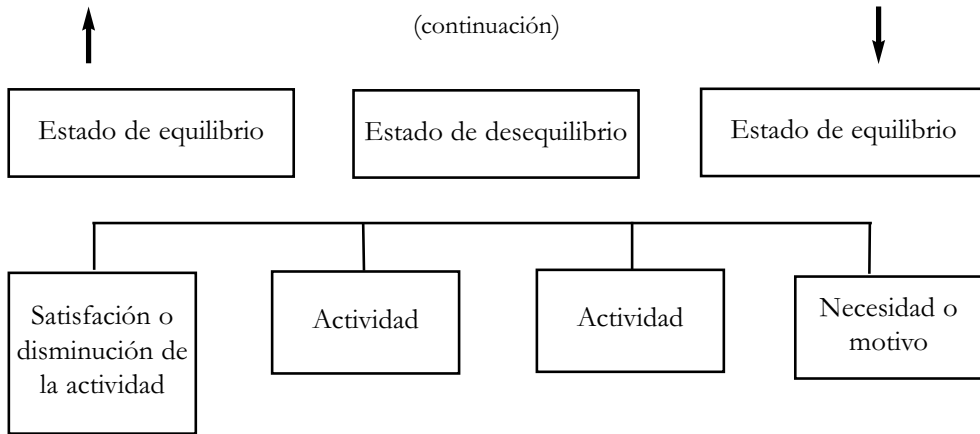 (continuación)
Estado de equilibrio
Estado de desequilibrio
Estado de equilibrio
Satisfación o
disminución de
la actividad
Actividad
Actividad
Necesidad o
motivo